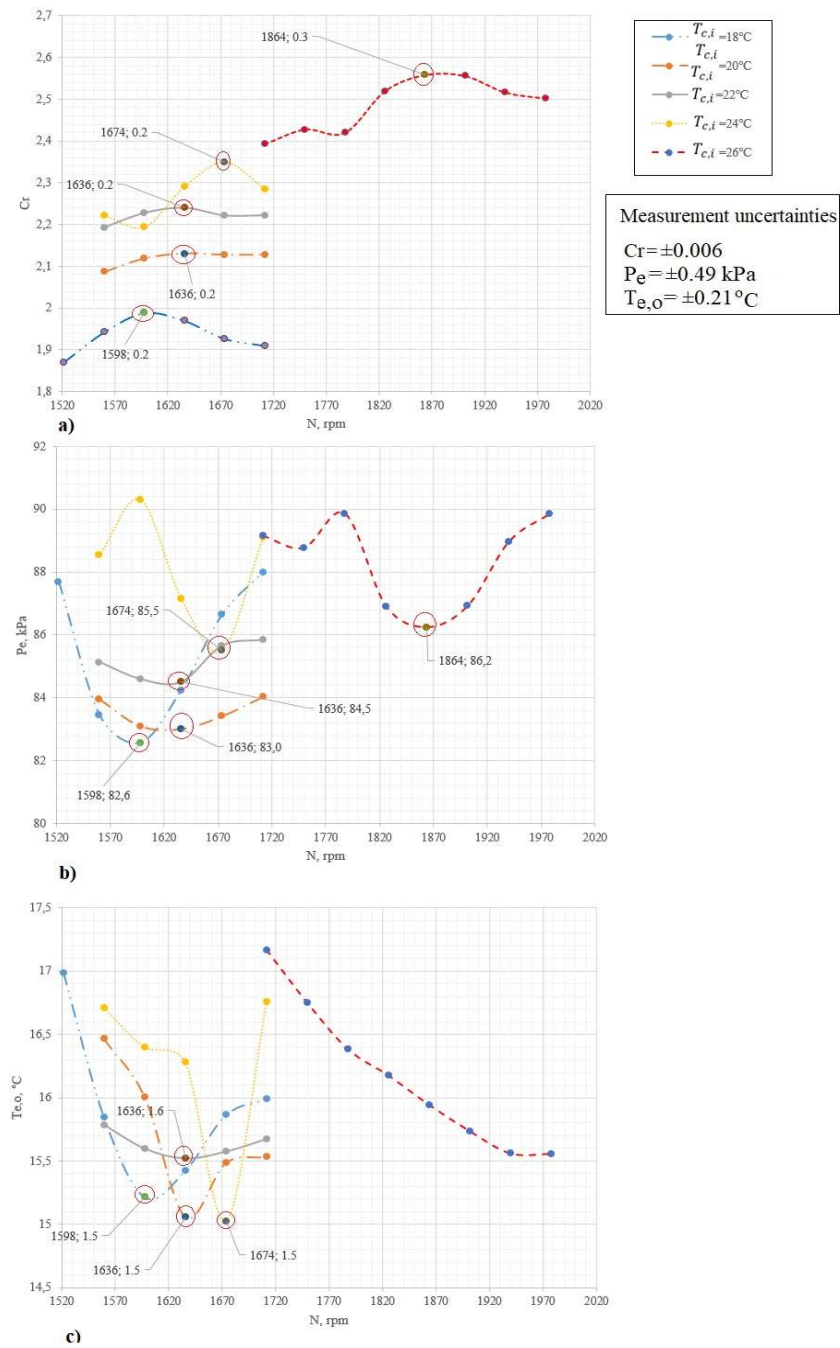 2,7
2,6
2,5
2,4
2,3
2,2
2,1
2
1,9
1,8
Cr
1864; 0.3
1674; 0.2
1636; 0.2
1636; 0.2
1598; 0.2
1520 1570 1620 1670 1720 1770 1820 1870 1920 1970 2020
N, rpm
a)
T_{c,i} =18°C
T_{c,i}
T_{c,i} =20°C
T_{c,i} =22°C
T_{c,i} =24°C
T_{c,i} =26°C
Measurement uncertainties
Cr=±0.006
Pe=±0.49 kPa
Te,o= ±0.21°C
92
90
88
86
84
82
80
Pe, kPa
1674; 85,5
1864; 86,2
1636; 84,5
1636; 83,0
1598; 82,6
1520 1570 1620 1670 1720 1770 1820 1870 1920 1970 2020
N, rpm
b)
17,5
17
16,5
16
15,5
15
14,5
Te,o, °C
1636; 1.6
1598; 1.5
1636; 1.5
1674; 1.5
1520 1570 1620 1670 1720 1770 1820 1870 1920 1970 2020
N, rpm
c)